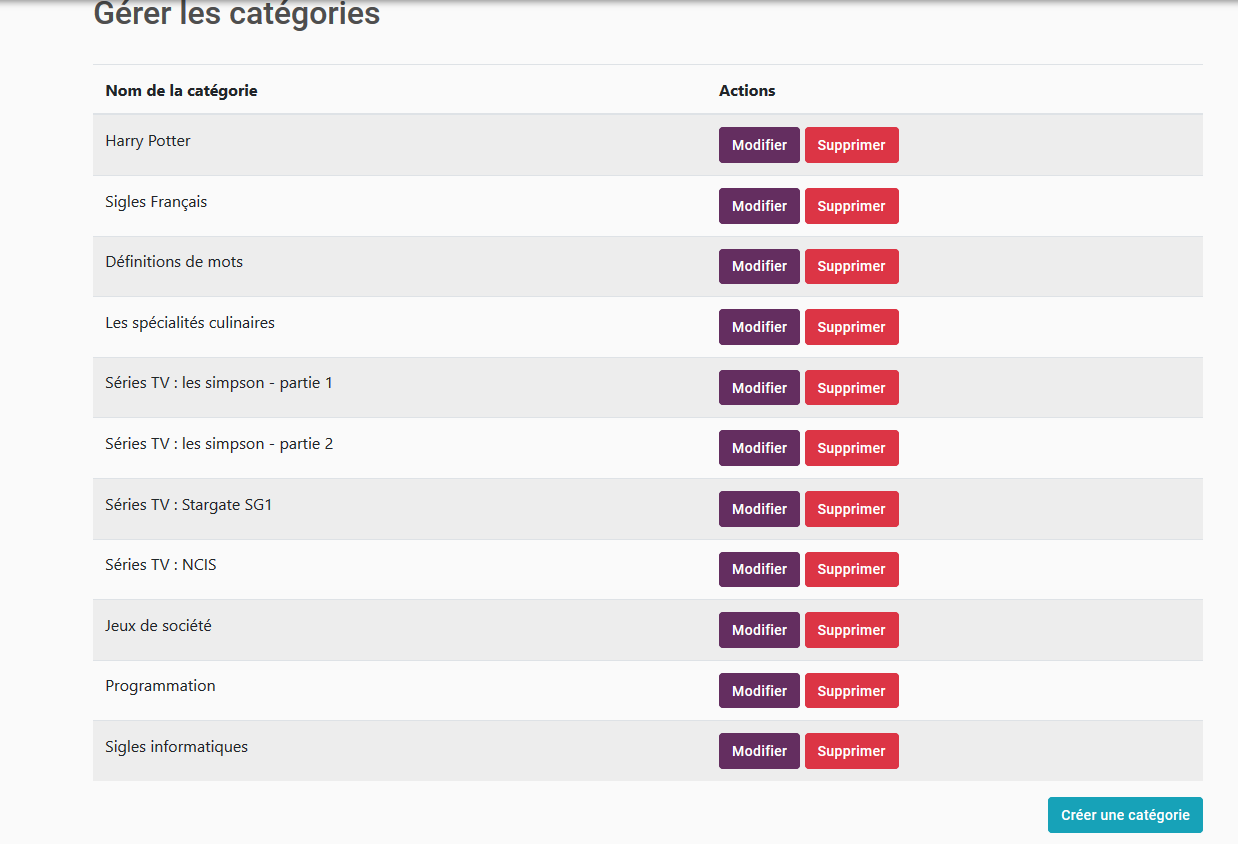 Gérer les catégories
Nom de la catégorie Actions
Harry Potter Modifier Supprimer
Sigles Français Modifier Supprimer
Définitions de mots Modifier Supprimer
Les spécialités culinaires Modifier Supprimer
Séries TV : les simpson - partie 1 Modifier Supprimer
Séries TV : les simpson - partie 2 Modifier Supprimer
Séries TV : Stargate SG1 Modifier Supprimer
Séries TV : NCIS Modifier Supprimer
Jeux de société Modifier Supprimer
Programmation Modifier Supprimer
Sigles informatiques Modifier Supprimer
Créer une catégorie